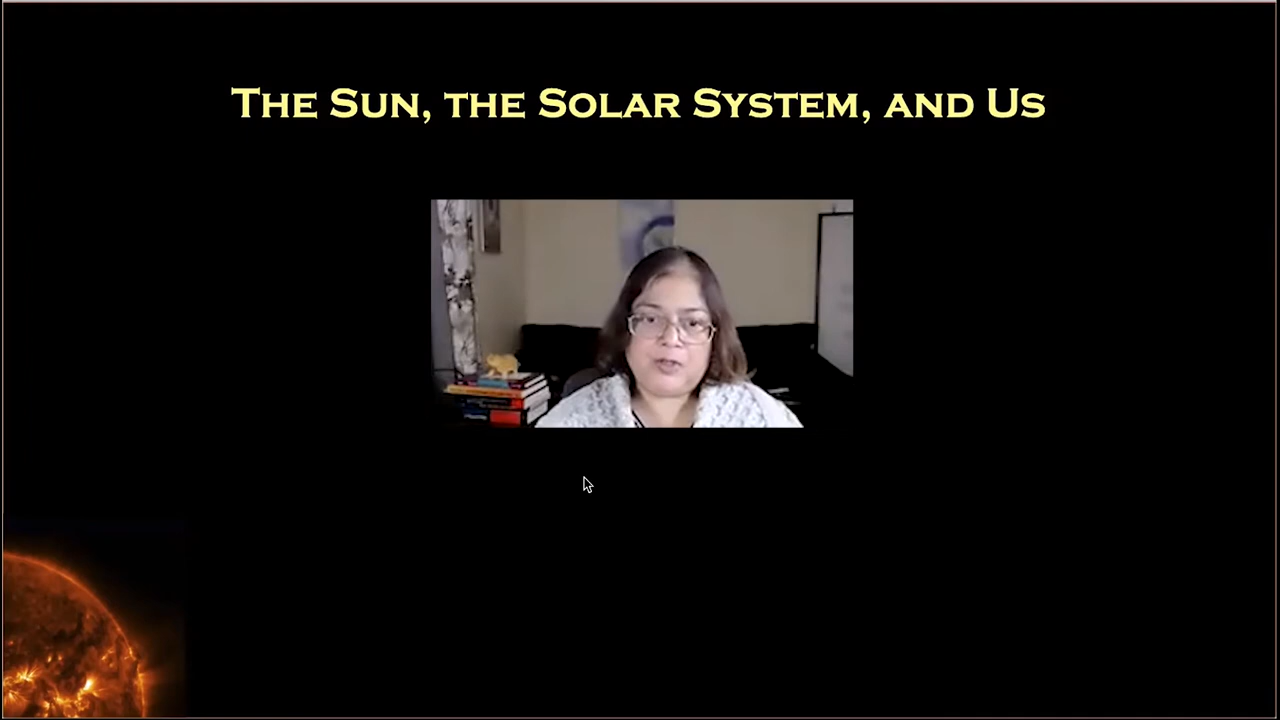 The Sun, the Solar System, and Us